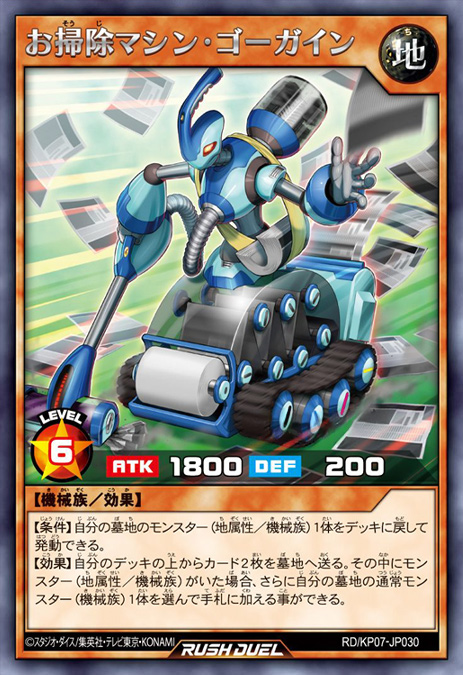 お掃除マシン・ゴーガイン
地
LEVEL
6
ATK 1800 DEF 200
【機械族/効果】
【条件】自分の墓地のモンスター(地属性/機械族)1体をデッキに戻して
発動できる。
【効果】自分のデッキの上からカード2枚を墓地へ送る。その中にモン
スター(地属性/機械族)がいた場合、さらに自分の墓地の通常モン
スター(機械族)1体を選んで手札に加える事ができる。
©スタジオ・ダイス/集英社・テレビ東京・KONAMI
RUSH DUEL
RD/KP07-JP030